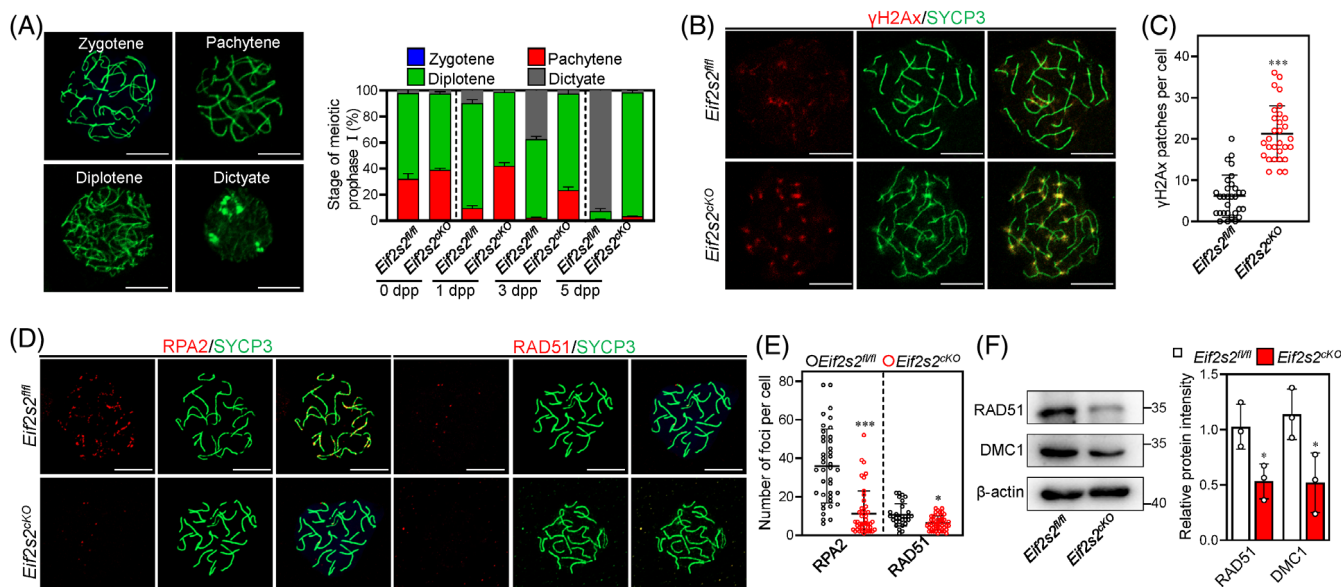 (A)
Zygotene
Pachytene
Diplotene
Dictyate
Zygotene
Pachytene
Diplotene
Dictyate
Stage of meiotic
prophase I (%)
100
80
60
40
20
0
Eif2s2fl/fl
Eif2s2cKO
Eif2s2fl/fl
Eif2s2cKO
Eif2s2fl/fl
Eif2s2cKO
Eif2s2fl/fl
Eif2s2cKO
0 dpp
1 dpp
3 dpp
5 dpp
(B)
γH2Ax/SYCP3
Eif2s2fl/fl
Eif2s2cKO
(C)
γH2Ax patches per cell
40
30
20
10
0
***
Eif2s2fl/fl
Eif2s2cKO
(D)
RPA2/SYCP3
RAD51/SYCP3
Eif2s2fl/fl
Eif2s2cKO
(E)
Eif2s2fl/fl
Eif2s2cKO
Number of foci per cell
80
60
40
20
0
***
*
RPA2
RAD51
(F)
RAD51
DMC1
β-actin
35
35
40
Eif2s2fl/fl
Eif2s2cKO
Eif2s2fl/fl
Eif2s2cKO
Relative protein intensity
1.5
1.0
0.5
0.0
*
*
RAD51
DMC1